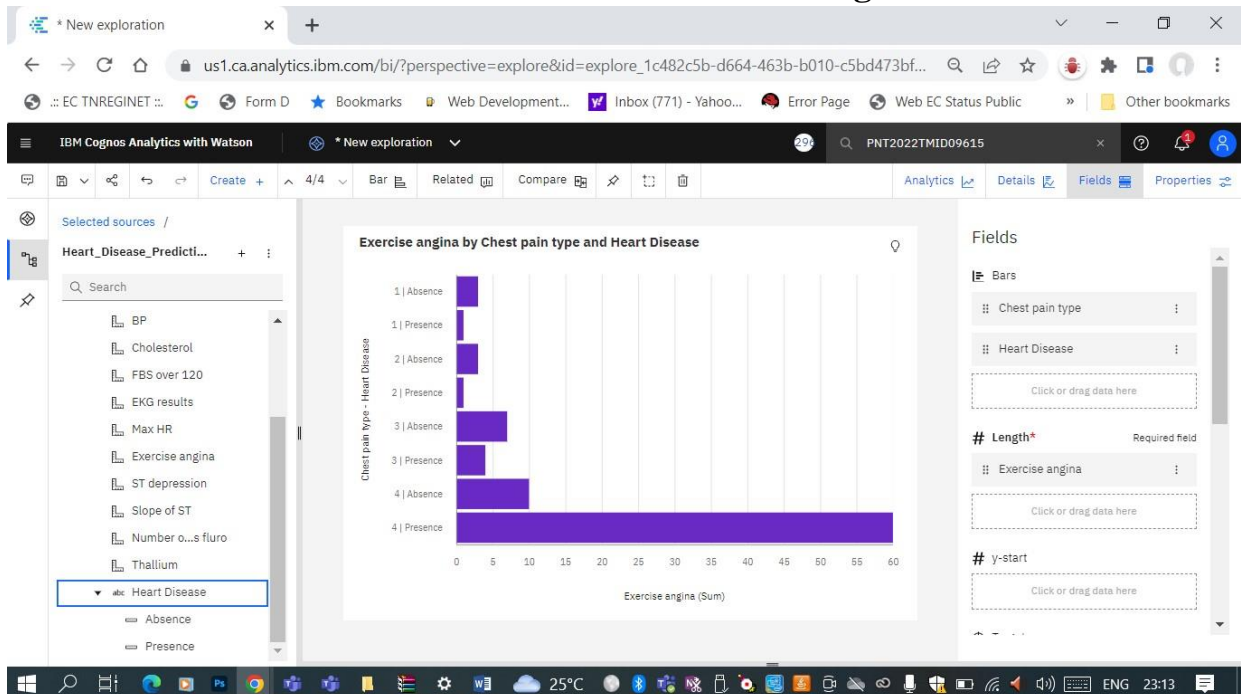 * New exploration
us1.ca.analytics.ibm.com/bi/?perspective=explore&id=explore_1c482c5b-d664-463b-b010-c5bd473bf...
.:: EC TNREGINET ::. G Form D Bookmarks Web Development... Inbox (771) - Yahoo... Error Page Web EC Status Public » Other bookmarks
IBM Cognos Analytics with Watson * New exploration PNT2022TMID09615
Create + 4/4 Bar Related Compare Analytics Details Fields Properties
Selected sources /
Heart_Disease_Predicti...
Search
BP
Cholesterol
FBS over 120
EKG results
Max HR
Exercise angina
ST depression
Slope of ST
Number o...s fluro
Thallium
abc Heart Disease
Absence
Presence
Exercise angina by Chest pain type and Heart Disease
Chest pain type - Heart Disease
1 | Absence
1 | Presence
2 | Absence
2 | Presence
3 | Absence
3 | Presence
4 | Absence
4 | Presence
0 5 10 15 20 25 30 35 40 45 50 55 60
Exercise angina (Sum)
Fields
Bars
Chest pain type
Heart Disease
Click or drag data here
# Length* Required field
Exercise angina
Click or drag data here
# y-start
Click or drag data here
25°C ENG 23:13